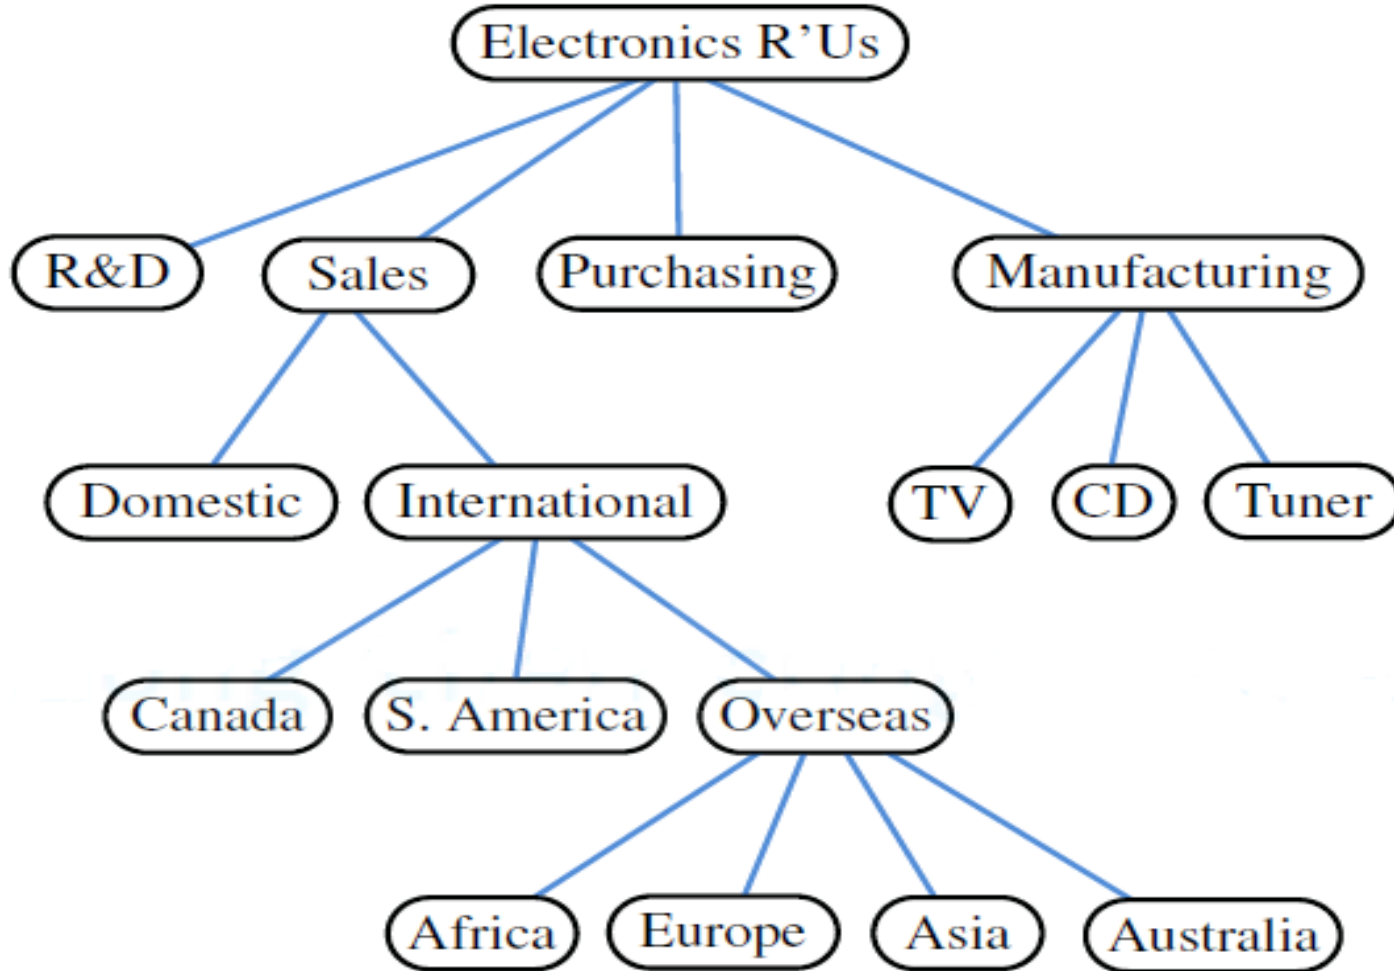 Electronics R’Us
R&D
Sales
Purchasing
Manufacturing
Domestic
International
TV
CD
Tuner
Canada
S. America
Overseas
Africa
Europe
Asia
Australia